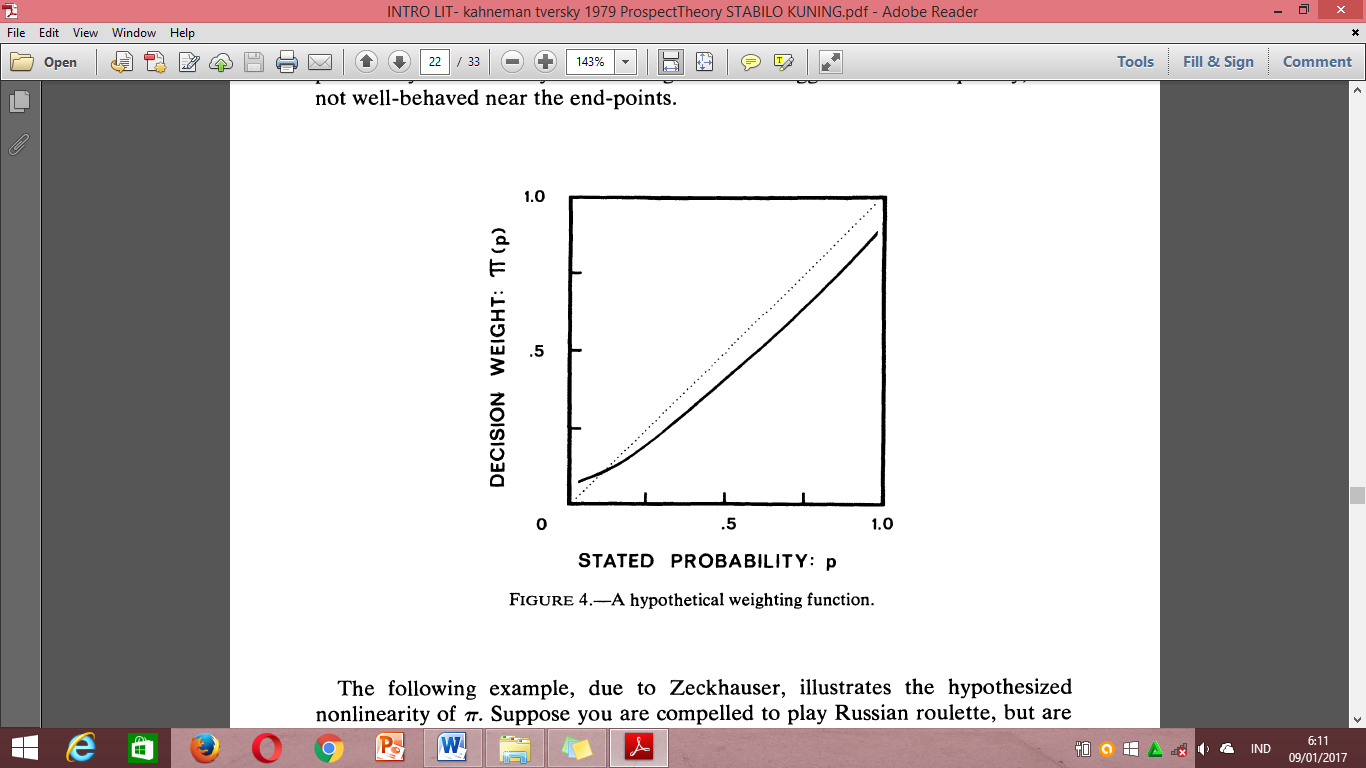 INTRO LIT- kahneman tversky 1979 ProspectTheory STABILO KUNING.pdf - Adobe Reader
File Edit View Window Help
Open 22 / 33 143% Tools Fill & Sign Comment
not well-behaved near the end-points.
1.0
.5
0 .5 1.0
DECISION WEIGHT: π (p)
STATED PROBABILITY: p
FIGURE 4.—A hypothetical weighting function.
The following example, due to Zeckhauser, illustrates the hypothesized
nonlinearity of π. Suppose you are compelled to play Russian roulette, but are
IND
6:11
09/01/2017